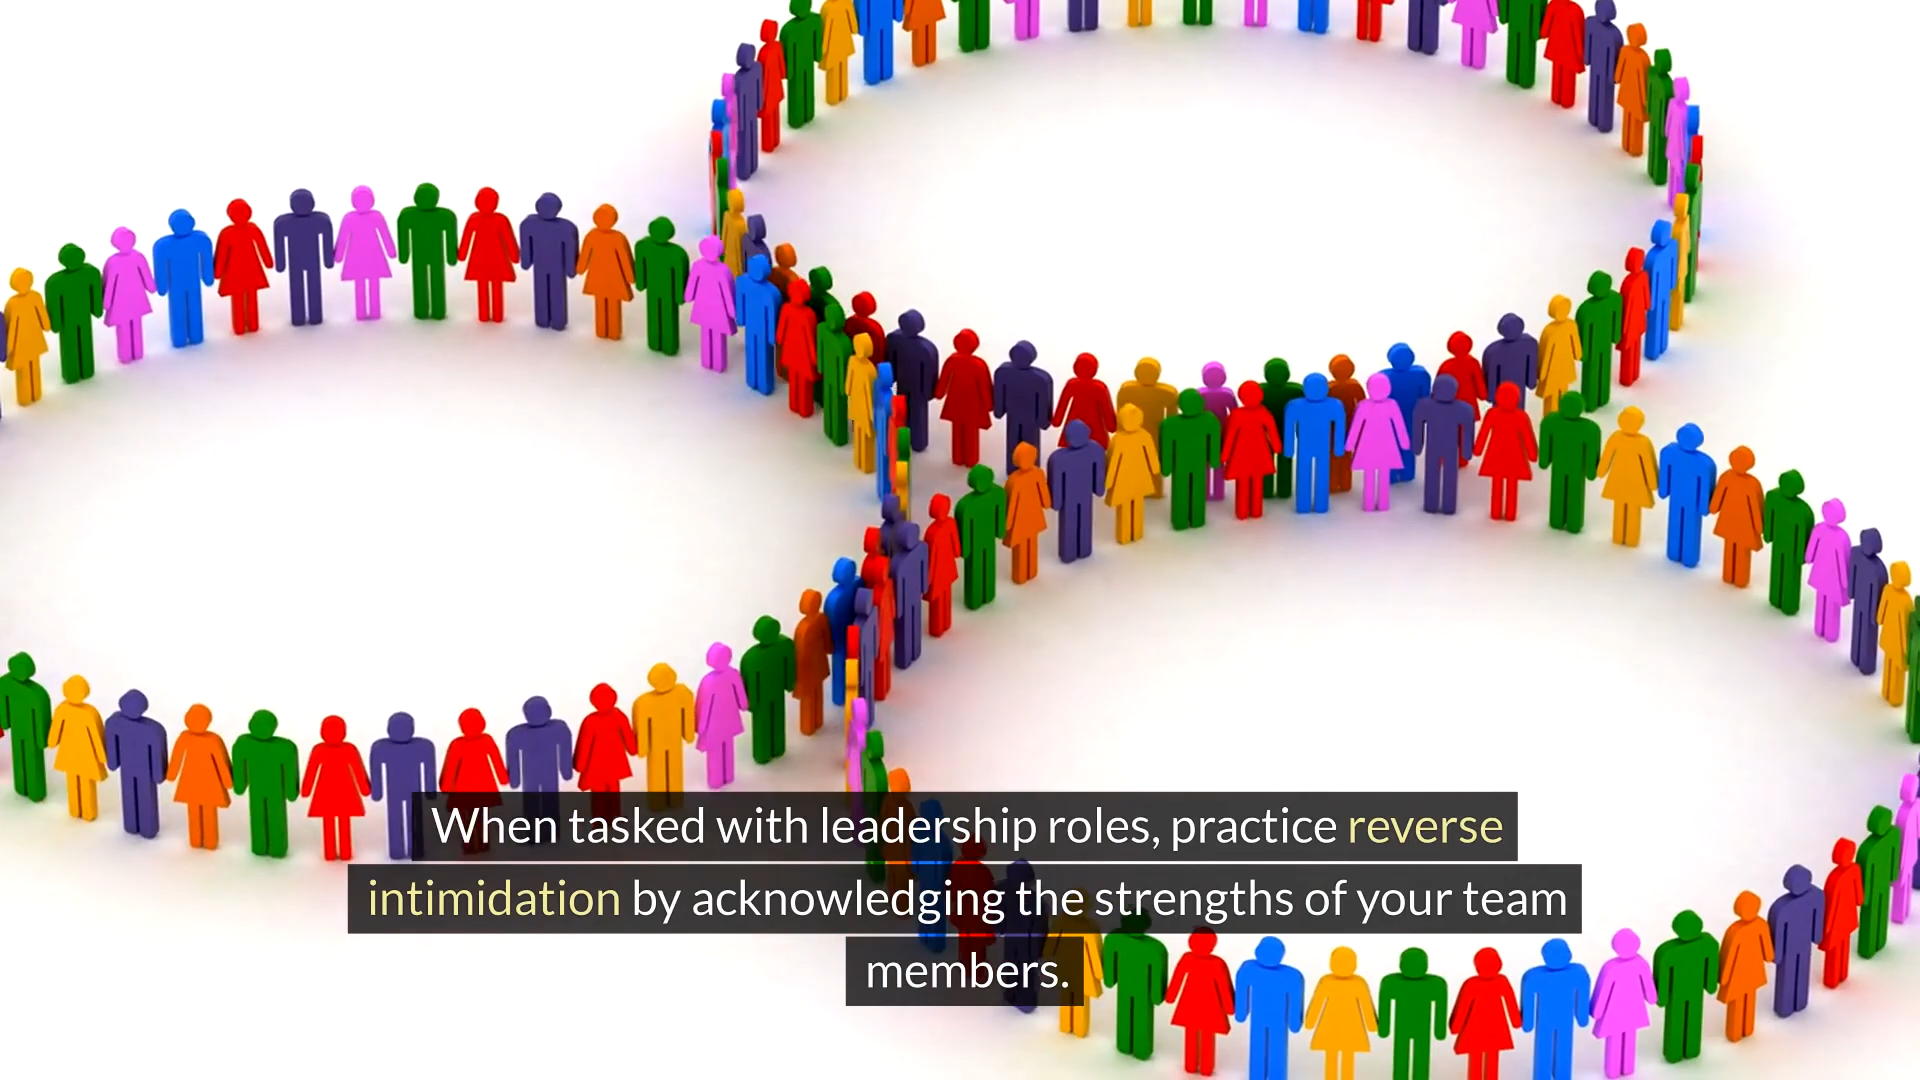 When tasked with leadership roles, practice reverse
intimidation by acknowledging the strengths of your team
members.